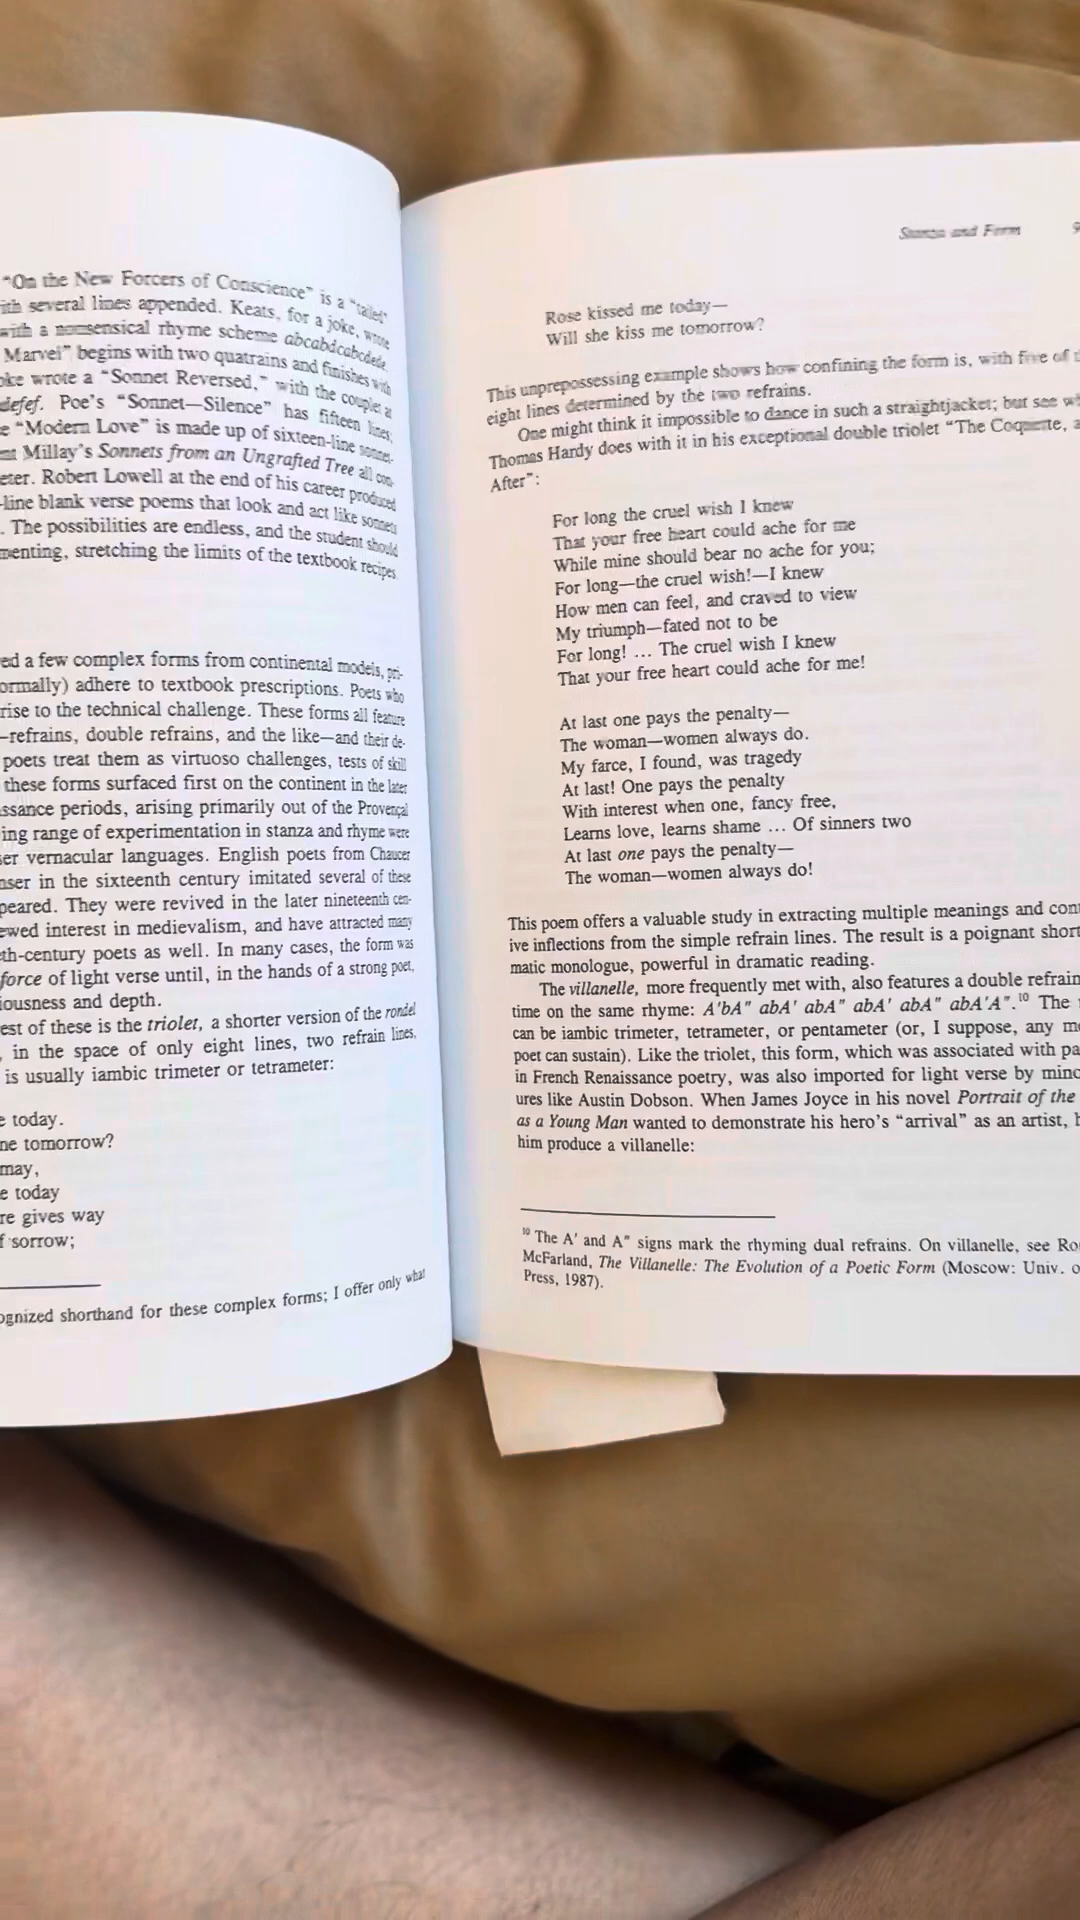 "On the New Forcers of Conscience" is a "tailed"
ith several lines appended. Keats, for a joke, wrote
with a nonsensical rhyme scheme abcabdcabcdede.
Marvel" begins with two quatrains and finishes with
oke wrote a "Sonnet Reversed," with the couplet at
defef. Poe's "Sonnet—Silence" has fifteen lines;
e "Modern Love" is made up of sixteen-line sonnet-
nt Millay's Sonnets from an Ungrafted Tree all con-
eter. Robert Lowell at the end of his career produced
-line blank verse poems that look and act like sonnets
. The possibilities are endless, and the student should
menting, stretching the limits of the textbook recipes
ed a few complex forms from continental models, pri-
ormally) adhere to textbook prescriptions. Poets who
rise to the technical challenge. These forms all feature
—refrains, double refrains, and the like—and their de-
poets treat them as virtuoso challenges, tests of skill
these forms surfaced first on the continent in the later
ssance periods, arising primarily out of the Provençal
ing range of experimentation in stanza and rhyme were
er vernacular languages. English poets from Chaucer
nser in the sixteenth century imitated several of these
peared. They were revived in the later nineteenth cen-
ewed interest in medievalism, and have attracted many
th-century poets as well. In many cases, the form was
force of light verse until, in the hands of a strong poet,
iousness and depth.
est of these is the triolet, a shorter version of the rondel
, in the space of only eight lines, two refrain lines,
is usually iambic trimeter or tetrameter:
e today.
ne tomorrow?
may,
e today
re gives way
f sorrow;
ognized shorthand for these complex forms; I offer only what
Stanza and Form 9
Rose kissed me today—
Will she kiss me tomorrow?
This unprepossessing example shows how confining the form is, with five of t
eight lines determined by the two refrains.
One might think it impossible to dance in such a straightjacket; but see w
Thomas Hardy does with it in his exceptional double triolet "The Coquette, a
After":
For long the cruel wish I knew
That your free heart could ache for me
While mine should bear no ache for you;
For long—the cruel wish!—I knew
How men can feel, and craved to view
My triumph—fated not to be
For long! ... The cruel wish I knew
That your free heart could ache for me!
At last one pays the penalty—
The woman—women always do.
My farce, I found, was tragedy
At last! One pays the penalty
With interest when one, fancy free,
Learns love, learns shame ... Of sinners two
At last one pays the penalty—
The woman—women always do!
This poem offers a valuable study in extracting multiple meanings and con
ive inflections from the simple refrain lines. The result is a poignant short
matic monologue, powerful in dramatic reading.
The villanelle, more frequently met with, also features a double refrain
time on the same rhyme: A'bA" abA' abA" abA' abA" abA'A".¹⁰ The
can be iambic trimeter, tetrameter, or pentameter (or, I suppose, any m
poet can sustain). Like the triolet, this form, which was associated with pa
in French Renaissance poetry, was also imported for light verse by mino
ures like Austin Dobson. When James Joyce in his novel Portrait of the
as a Young Man wanted to demonstrate his hero's "arrival" as an artist, h
him produce a villanelle:
¹⁰ The A' and A" signs mark the rhyming dual refrains. On villanelle, see Ro
McFarland, The Villanelle: The Evolution of a Poetic Form (Moscow: Univ. o
Press, 1987).